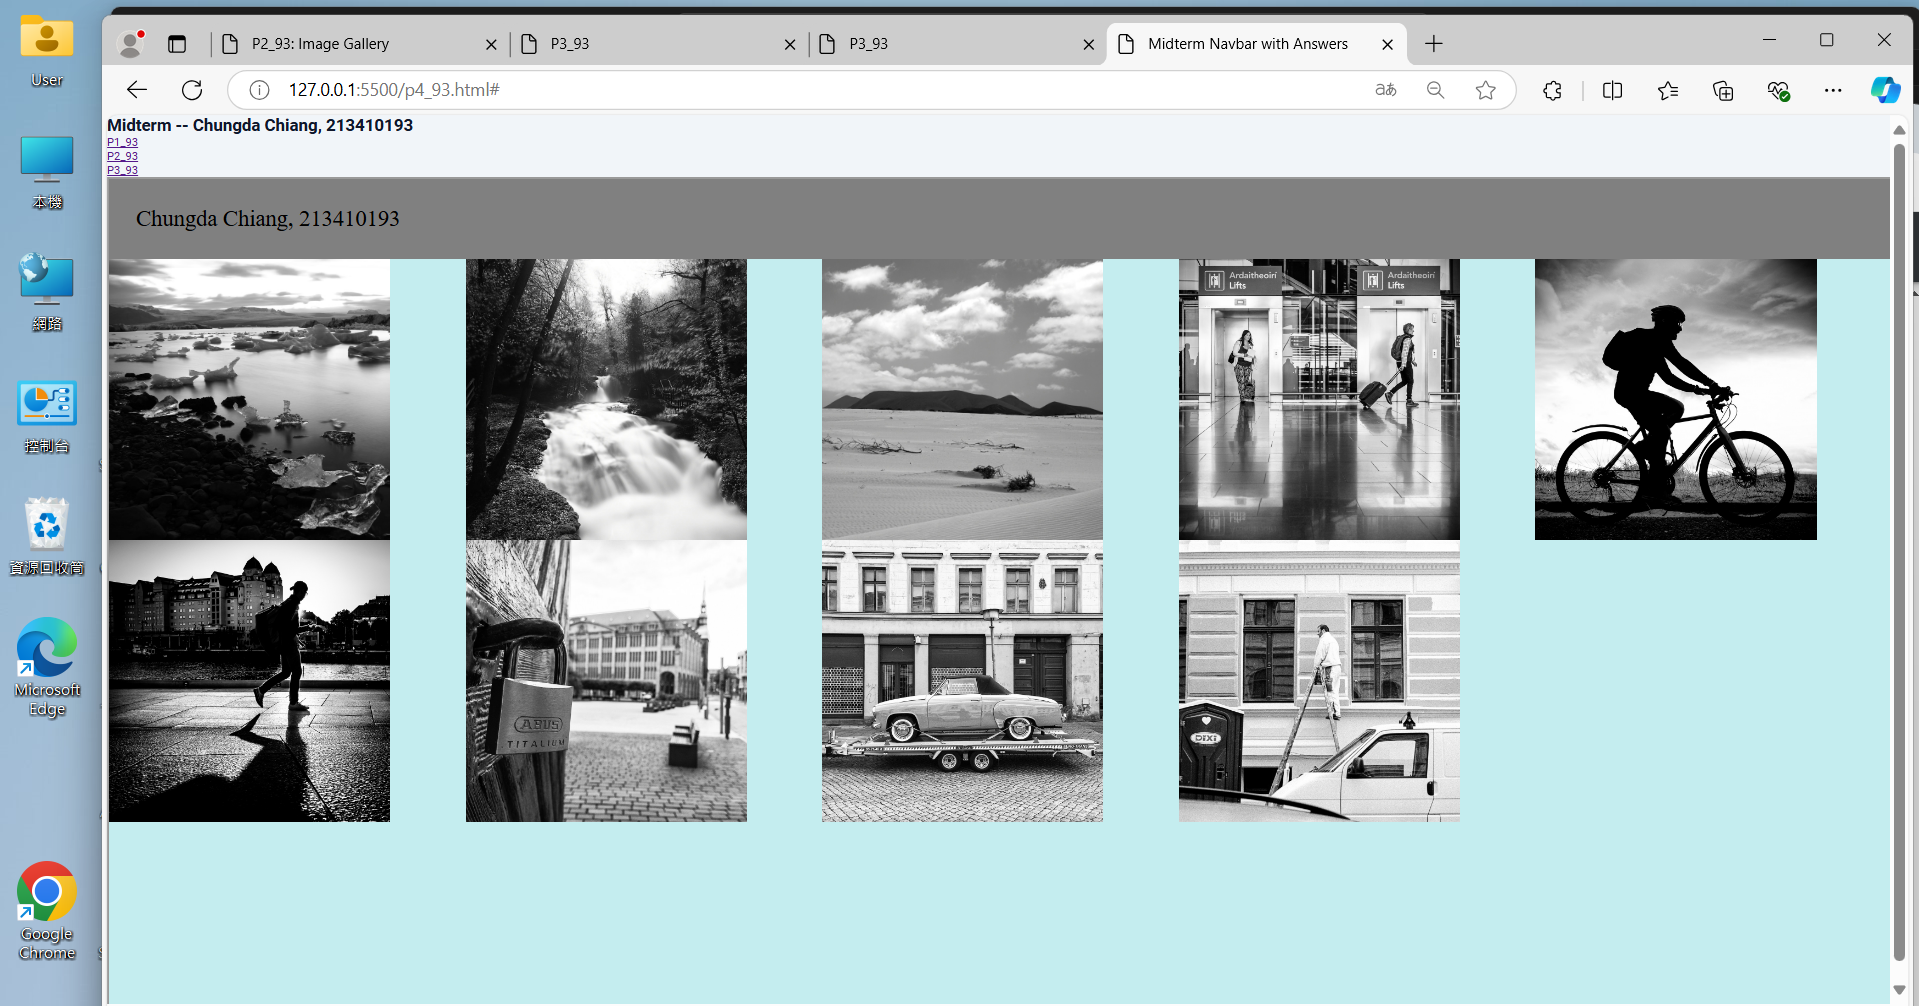 User
本機
網路
控制台
資源回收筒
Microsoft
Edge
Google
Chrome
P2_93: Image Gallery
P3_93
P3_93
Midterm Navbar with Answers
127.0.0.1:5500/p4_93.html#
aあ
Midterm -- Chungda Chiang, 213410193
P1_93
P2_93
P3_93
Chungda Chiang, 213410193
Ardaitheoirí
Lifts
Ardaitheoirí
Lifts
ABUS
TITALIUM
DIXI